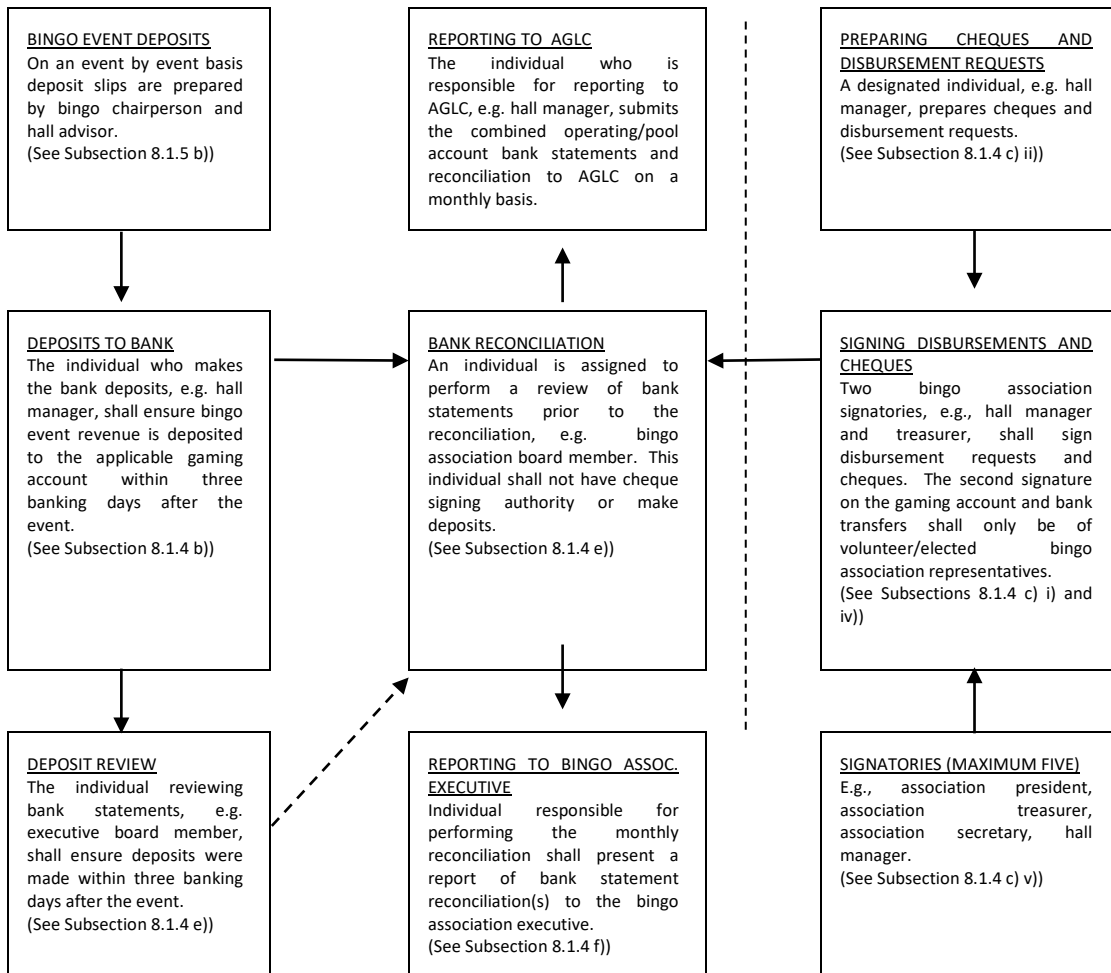 BINGO EVENT DEPOSITS
On an event by event basis
deposit slips are prepared
by bingo chairperson and
hall advisor.
(See Subsection 8.1.5 b))
REPORTING TO AGLC
The individual who is
responsible for reporting
to AGLC, e.g. hall
manager, submits
the combined operating/pool
account bank statements and
reconciliation to AGLC on a
monthly basis.
PREPARING CHEQUES AND
DISBURSEMENT REQUESTS
A designated individual, e.g. hall
manager, prepares cheques and
disbursement requests.
(See Subsection 8.1.4 c) ii))
DEPOSITS TO BANK
The individual who makes
the bank deposits, e.g. hall
manager, shall ensure bingo
event revenue is deposited
to the applicable gaming
account within three
banking days after the
event.
(See Subsection 8.1.4 b))
BANK RECONCILIATION
An individual is assigned to
perform a review of bank
statements prior to the
reconciliation, e.g. bingo
association board member. This
individual shall not have cheque
signing authority or make
deposits.
(See Subsection 8.1.4 e))
SIGNING DISBURSEMENTS AND
CHEQUES
Two bingo association
signatories, e.g., hall manager
and treasurer, shall sign
disbursement requests and
cheques. The second signature
on the gaming account and bank
transfers shall only be of
volunteer/elected bingo
association representatives.
(See Subsections 8.1.4 c) i) and
iv))
DEPOSIT REVIEW
The individual reviewing
bank statements, e.g.
executive board member,
shall ensure deposits were
made within three banking
days after the event.
(See Subsection 8.1.4 e))
REPORTING TO BINGO ASSOC.
EXECUTIVE
Individual responsible for
performing the monthly
reconciliation shall present a
report of bank statement
reconciliation(s) to the bingo
association executive.
(See Subsection 8.1.4 f))
SIGNATORIES (MAXIMUM FIVE)
E.g., association president,
association treasurer,
association secretary, hall
manager.
(See Subsection 8.1.4 c) v))